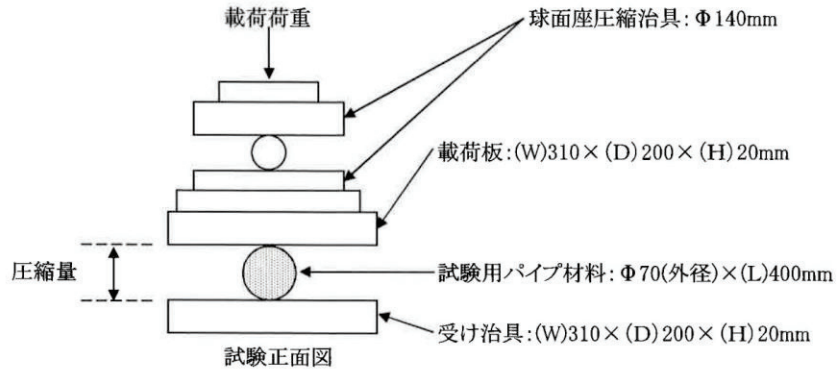 載荷荷重
球面座圧縮治具:Φ140mm
載荷板:(W)310×(D)200×(H)20mm
圧縮量
試験用パイプ材料:Φ70(外径)×(L)400mm
受け治具:(W)310×(D)200×(H)20mm
試験正面図